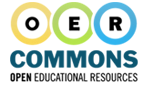 OER
COMMONS
OPEN EDUCATIONAL RESOURCES